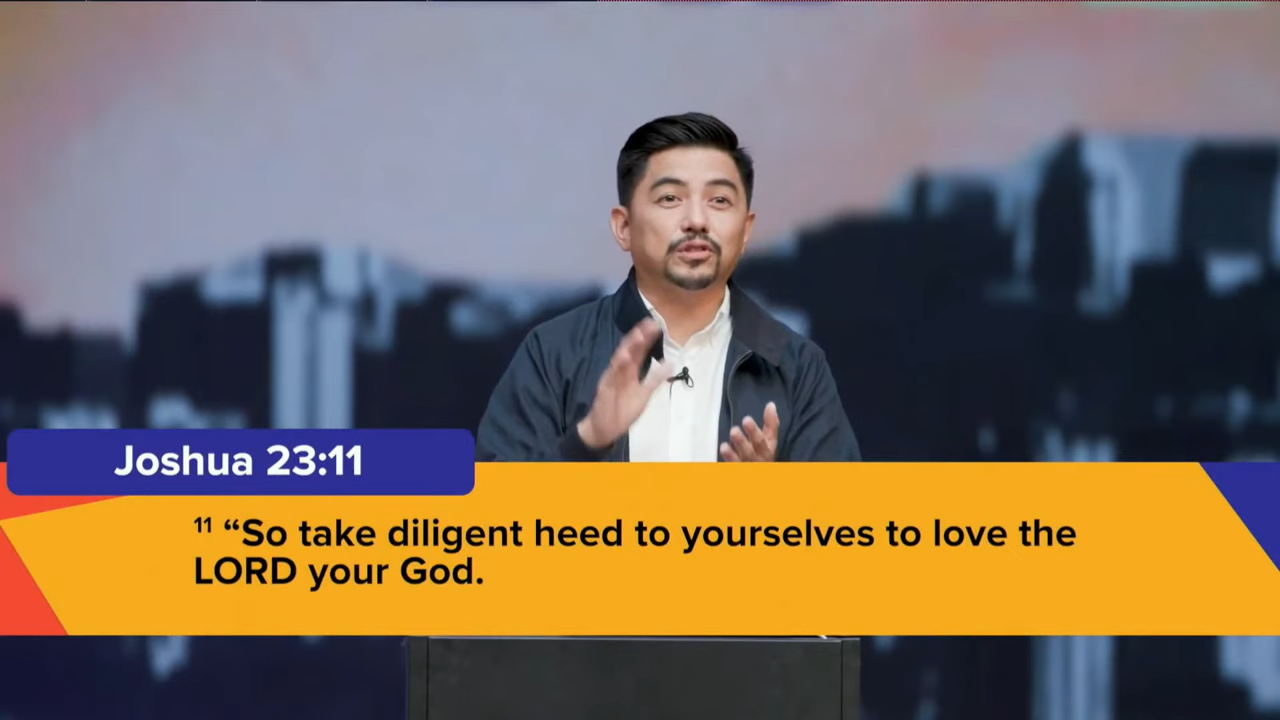 Joshua 23:11
¹¹ “So take diligent heed to yourselves to love the
LORD your God.